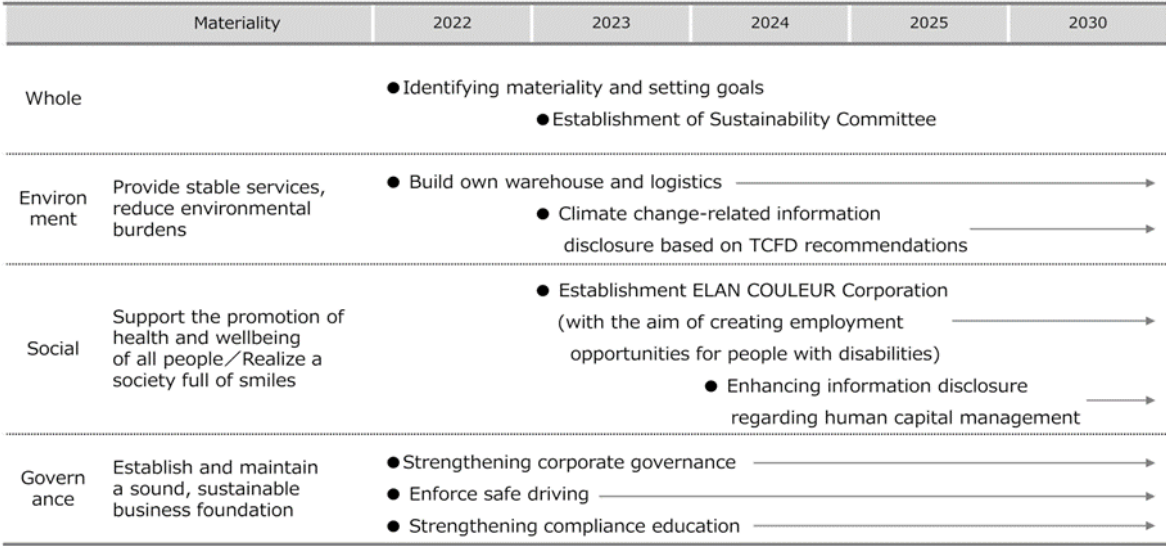 Materiality 2022 2023 2024 2025 2030
Whole
●Identifying materiality and setting goals
●Establishment of Sustainability Committee
Environ
ment
Provide stable services,
reduce environmental
burdens
● Build own warehouse and logistics
● Climate change-related information
disclosure based on TCFD recommendations
Social
Support the promotion of
health and wellbeing
of all people／Realize a
society full of smiles
● Establishment ELAN COULEUR Corporation
(with the aim of creating employment
opportunities for people with disabilities)
● Enhancing information disclosure
regarding human capital management
Govern
ance
Establish and maintain
a sound, sustainable
business foundation
●Strengthening corporate governance
● Enforce safe driving
● Strengthening compliance education